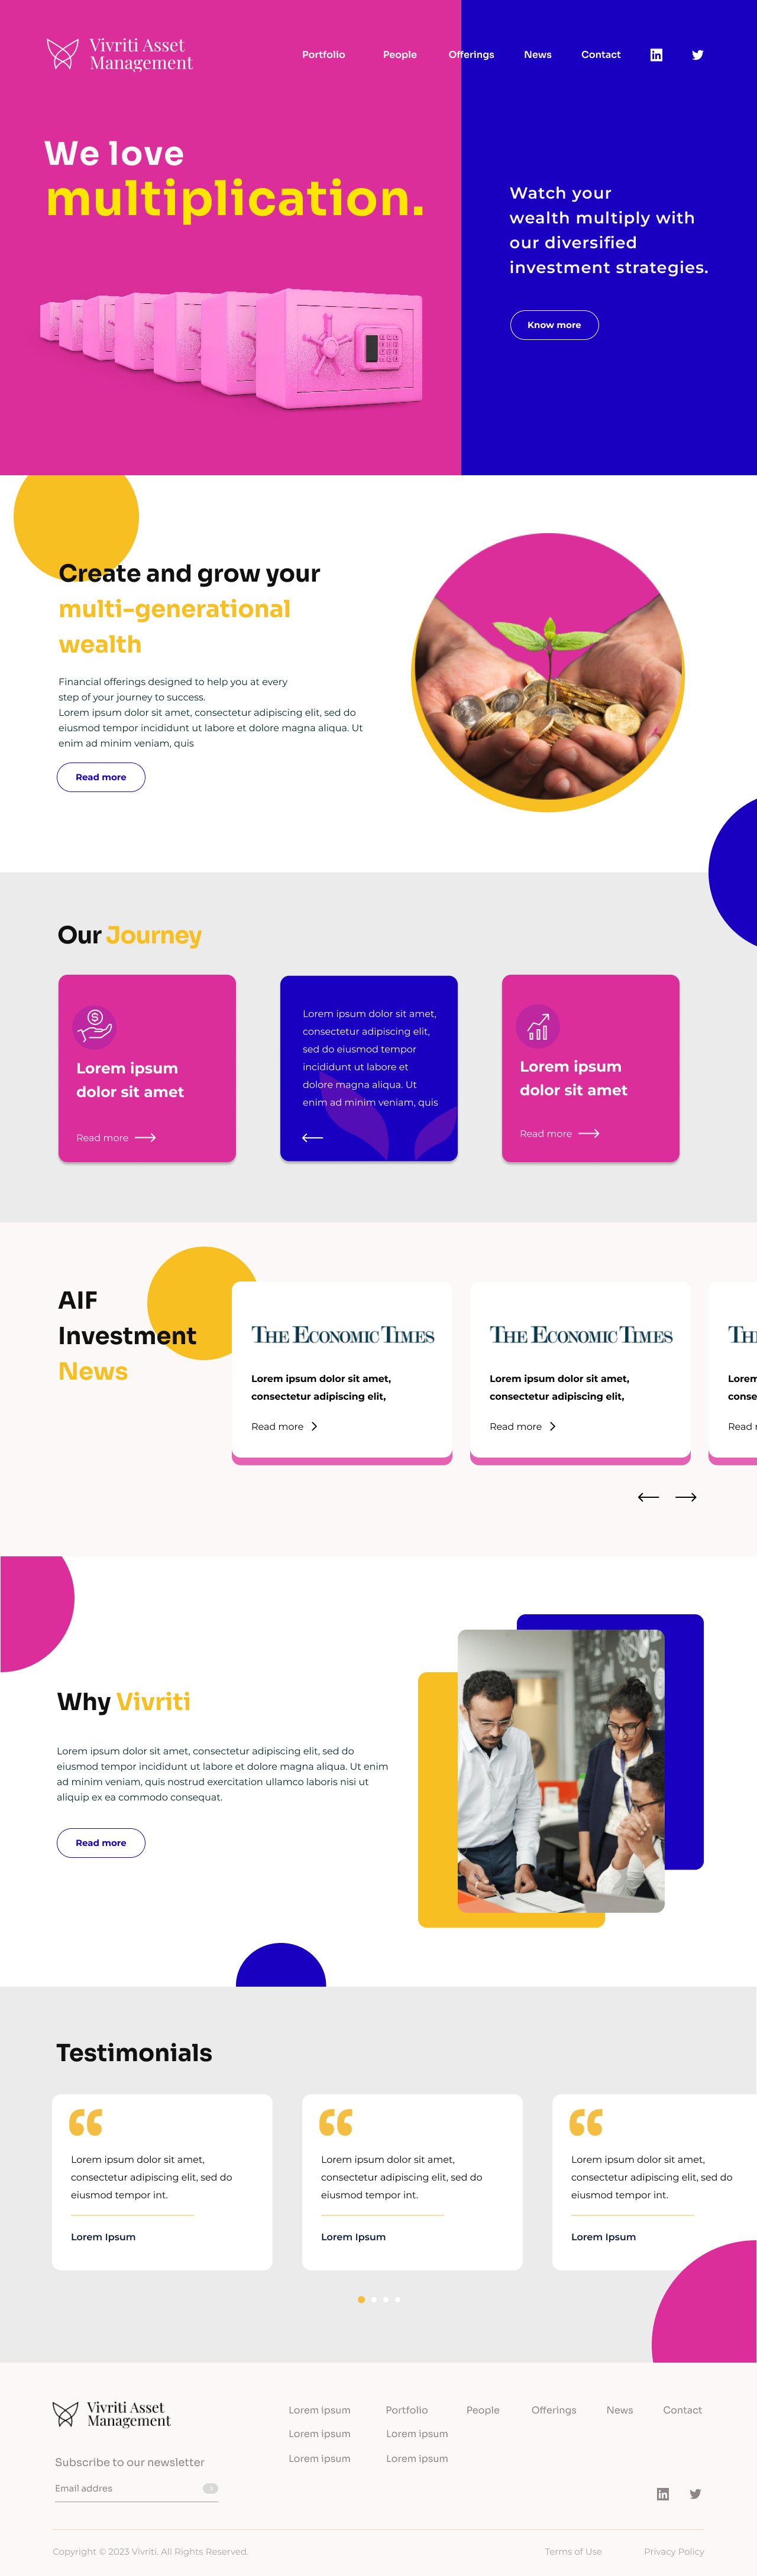 Vivriti Asset
Management
Portfolio
People
Offerings
News
Contact
We love
multiplication.
Watch your
wealth multiply with
our diversified
investment strategies.
Know more
Create and grow your
multi-generational
wealth
Financial offerings designed to help you at every
step of your journey to success.
Lorem ipsum dolor sit amet, consectetur adipiscing elit, sed do
eiusmod tempor incididunt ut labore et dolore magna aliqua. Ut
enim ad minim veniam, quis
Read more
Our Journey
Lorem ipsum
dolor sit amet
Read more
Lorem ipsum dolor sit amet,
consectetur adipiscing elit,
sed do eiusmod tempor
incididunt ut labore et
dolore magna aliqua. Ut
enim ad minim veniam, quis
Lorem ipsum
dolor sit amet
Read more
AIF
Investment
News
THE ECONOMIC TIMES
Lorem ipsum dolor sit amet,
consectetur adipiscing elit,
Read more
THE ECONOMIC TIMES
Lorem ipsum dolor sit amet,
consectetur adipiscing elit,
Read more
Read
Why Vivriti
Lorem ipsum dolor sit amet, consectetur adipiscing elit, sed do
eiusmod tempor incididunt ut labore et dolore magna aliqua. Ut enim
ad minim veniam, quis nostrud exercitation ullamco laboris nisi ut
aliquip ex ea commodo consequat.
Read more
Testimonials
Lorem ipsum dolor sit amet,
consectetur adipiscing elit, sed do
eiusmod tempor int.
Lorem Ipsum
Lorem ipsum dolor sit amet,
consectetur adipiscing elit, sed do
eiusmod tempor int.
Lorem Ipsum
Lorem ipsum dolor sit amet,
consectetur adipiscing elit, sed do
eiusmod tempor int.
Lorem Ipsum
Vivriti Asset
Management
Subscribe to our newsletter
Email addres
Lorem ipsum
Lorem ipsum
Lorem ipsum
Portfolio
Lorem ipsum
Lorem ipsum
People
Offerings
News
Contact
Copyright © 2023 Vivriti. All Rights Reserved.
Terms of Use
Privacy Policy